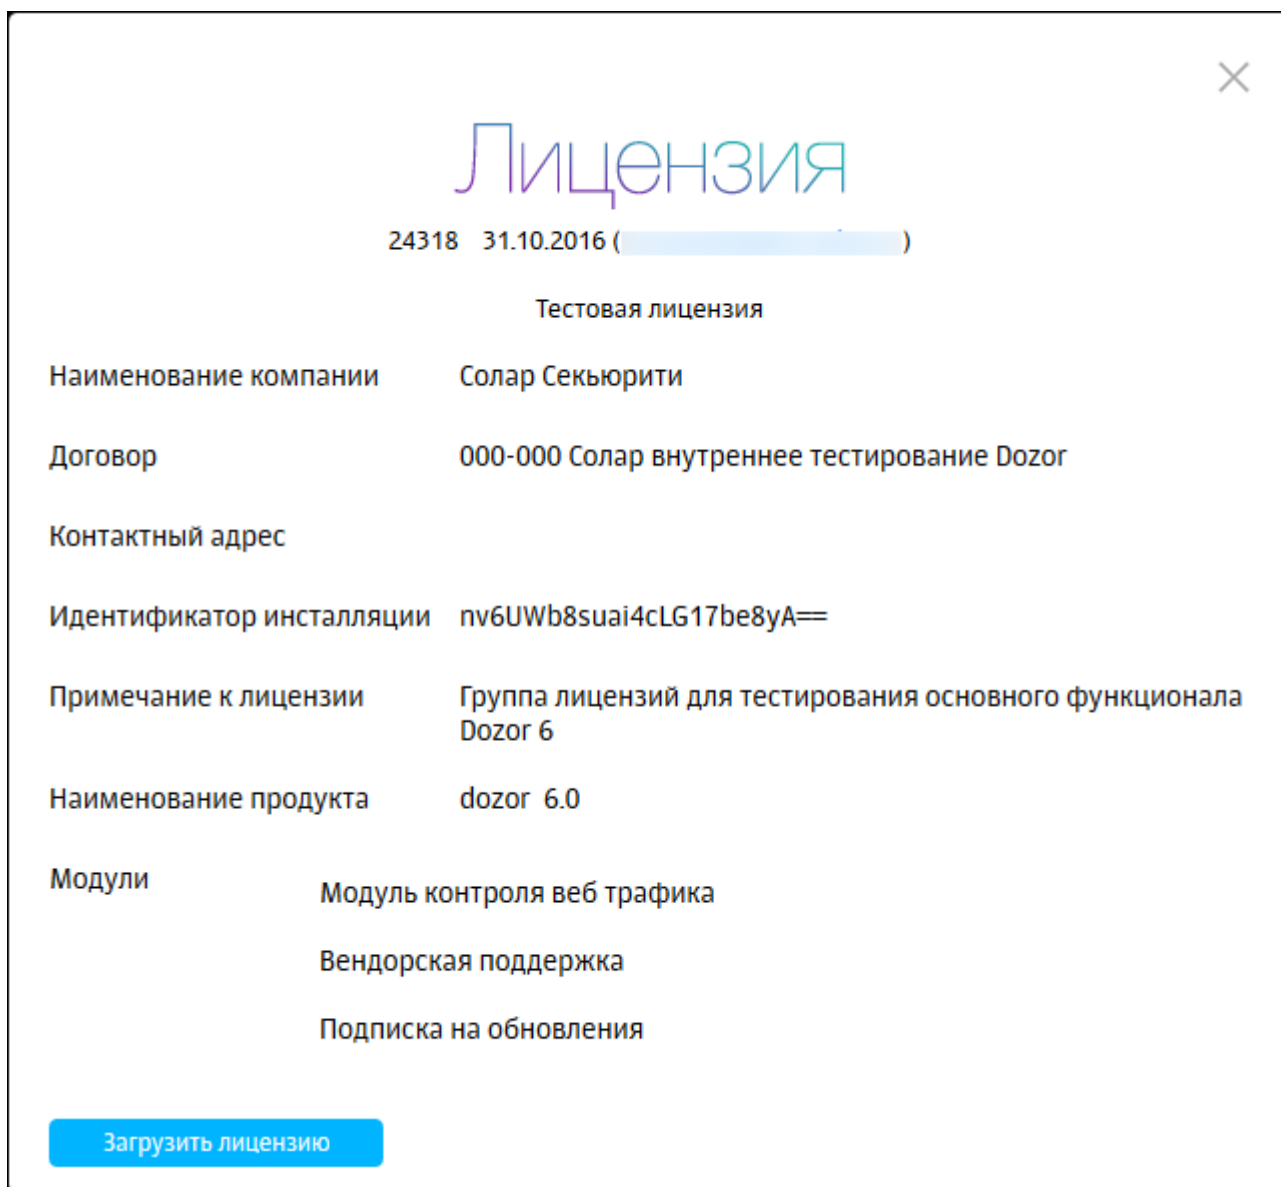 Лицензия
24318 31.10.2016 ( )
Тестовая лицензия
Наименование компании Солар Секьюрити
Договор 000-000 Солар внутреннее тестирование Dozor
Контактный адрес
Идентификатор инсталляции nv6UWb8suai4cLG17be8yA==
Примечание к лицензии Группа лицензий для тестирования основного функционала
Dozor 6
Наименование продукта dozor 6.0
Модули
Модуль контроля веб трафика
Вендорская поддержка
Подписка на обновления
Загрузить лицензию